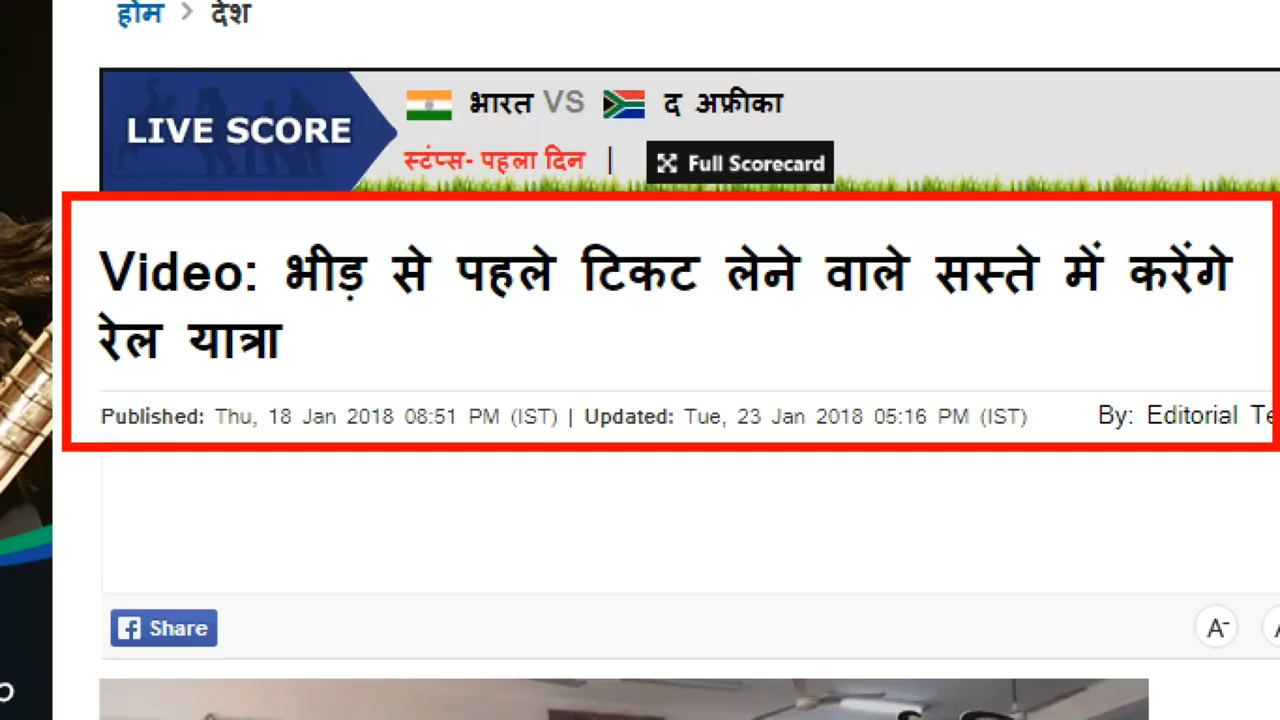 होम > देश
LIVE SCORE
भारत VS द अफ्रीका
स्टंप्स- पहला दिन | Full Scorecard
Video: भीड़ से पहले टिकट लेने वाले सस्ते में करेंगे
रेल यात्रा
Published: Thu, 18 Jan 2018 08:51 PM (IST) | Updated: Tue, 23 Jan 2018 05:16 PM (IST) By: Editorial
Share A-